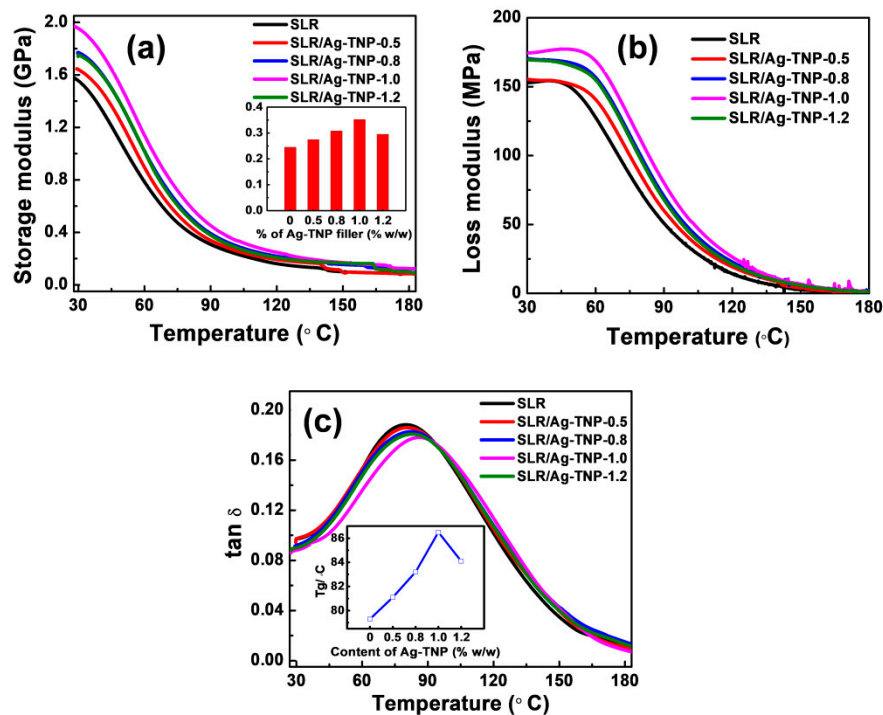 (a)
SLR
SLR/Ag-TNP-0.5
SLR/Ag-TNP-0.8
SLR/Ag-TNP-1.0
SLR/Ag-TNP-1.2
Storage modulus (GPa)
2.0
1.6
1.2
0.8
0.4
0.0
0.4
0.3
0.2
0.1
0.0
0 0.5 0.8 1.0 1.2
% of Ag-TNP filler (% w/w)
30 60 90 120 150 180
Temperature (° C)
(b)
SLR
SLR/Ag-TNP-0.5
SLR/Ag-TNP-0.8
SLR/Ag-TNP-1.0
SLR/Ag-TNP-1.2
Loss modulus (MPa)
200
150
100
50
0
30 60 90 120 150 180
Temperature (°C)
(c)
SLR
SLR/Ag-TNP-0.5
SLR/Ag-TNP-0.8
SLR/Ag-TNP-1.0
SLR/Ag-TNP-1.2
tan δ
0.20
0.16
0.12
0.08
0.04
0.00
Tg/◦C
86
84
82
80
0 0.5 0.8 1.0 1.2
Content of Ag-TNP (% w/w)
30 60 90 120 150 180
Temperature (° C)